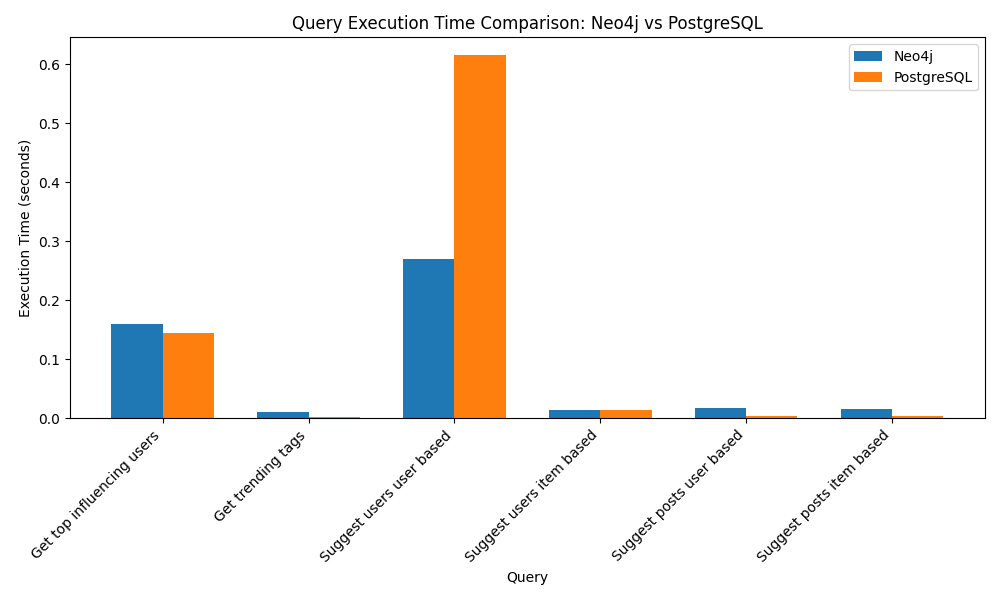 Query Execution Time Comparison: Neo4j vs PostgreSQL
Neo4j
PostgreSQL
Execution Time (seconds)
0.6
0.5
0.4
0.3
0.2
0.1
0.0
Get top influencing users
Get trending tags
Suggest users user based
Suggest users item based
Suggest posts user based
Suggest posts item based
Query